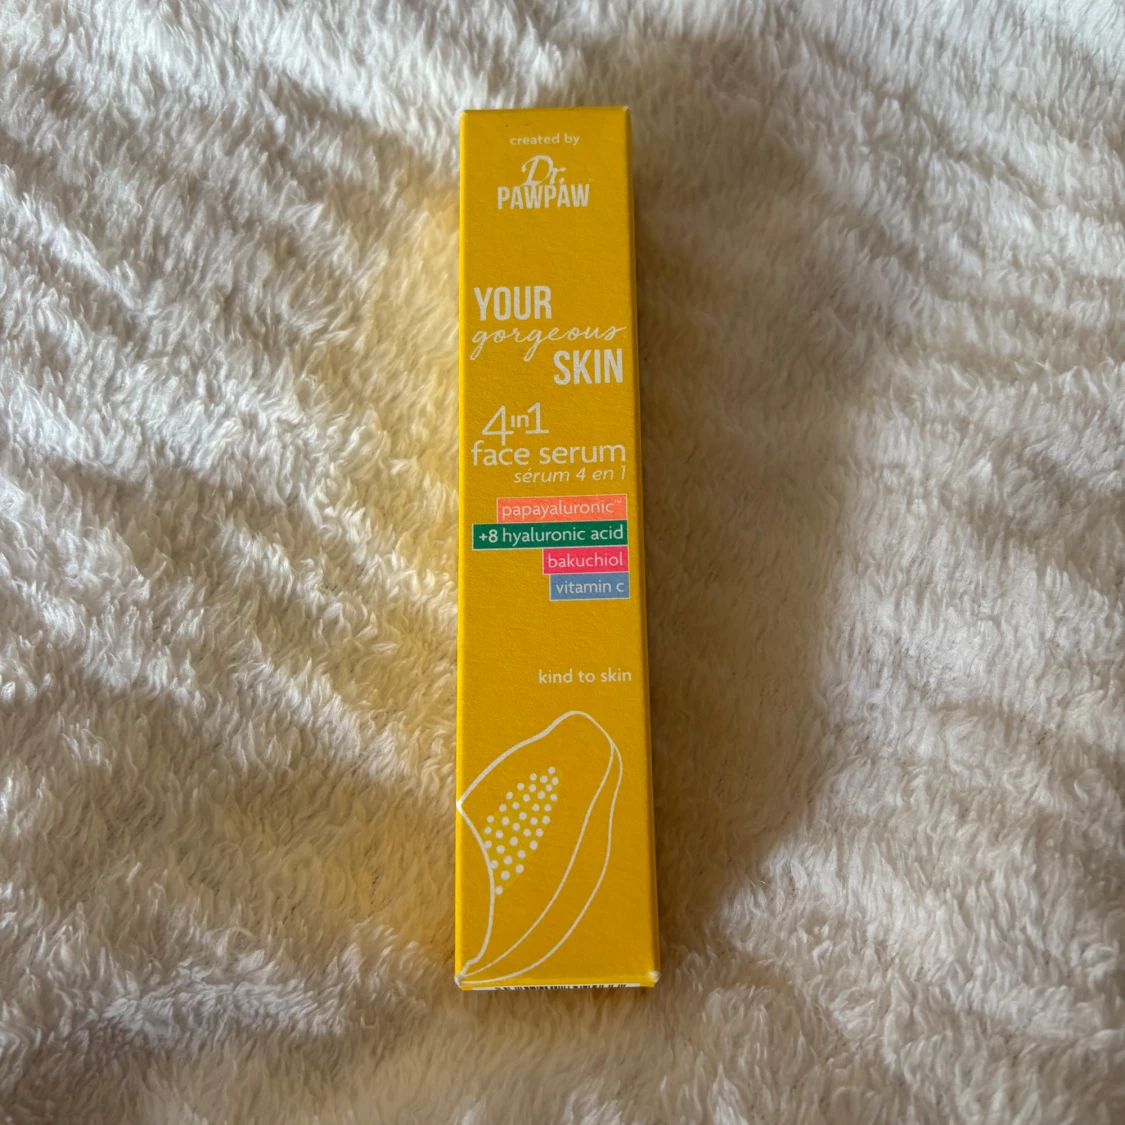 created by
Dr.
PAWPAW
YOUR
gorgeous
SKIN
4in1
face serum
sérum 4 en 1
papayaluronic™
+8 hyaluronic acid
bakuchiol
vitamin c
kind to skin